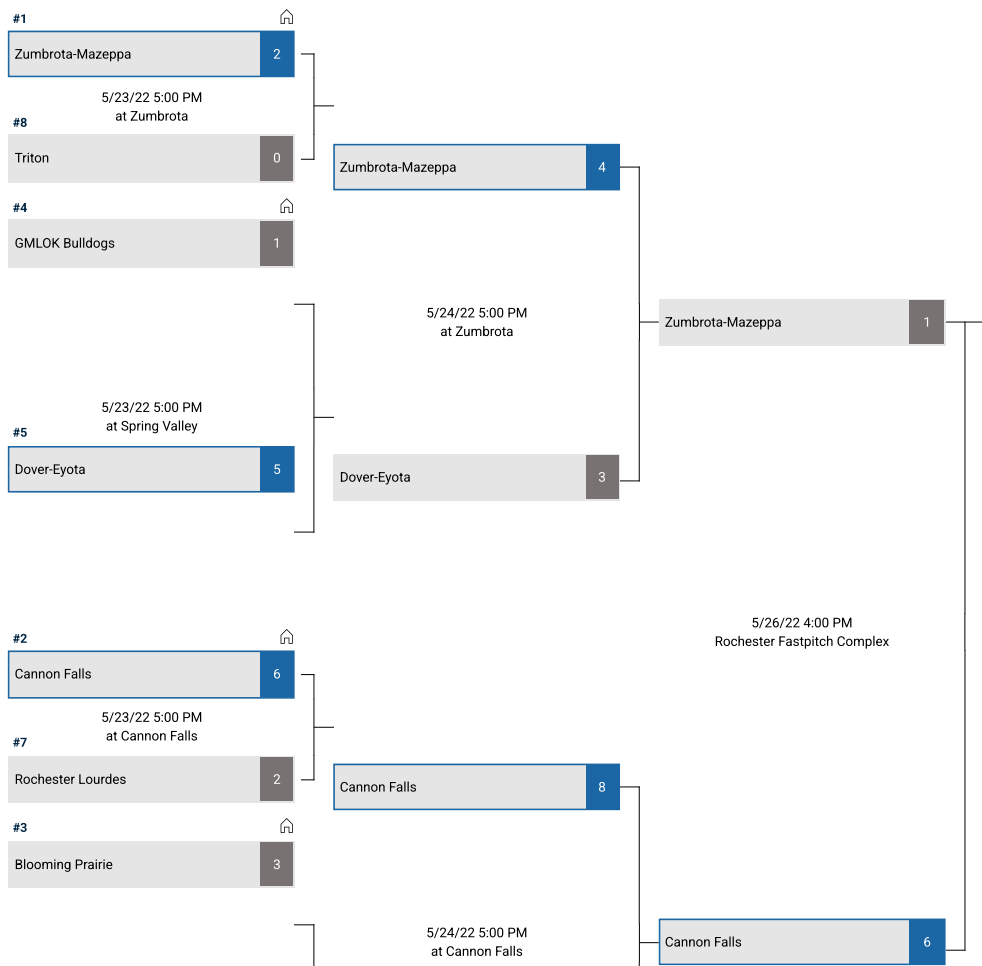 #1
Zumbrota-Mazeppa 2
5/23/22 5:00 PM
at Zumbrota
#8
Triton 0
#4
GMLOK Bulldogs 1
5/23/22 5:00 PM
at Spring Valley
#5
Dover-Eyota 5
#2
Cannon Falls 6
5/23/22 5:00 PM
at Cannon Falls
#7
Rochester Lourdes 2
#3
Blooming Prairie 3
Zumbrota-Mazeppa 4
5/24/22 5:00 PM
at Zumbrota
Dover-Eyota 3
Cannon Falls 8
5/24/22 5:00 PM
at Cannon Falls
Zumbrota-Mazeppa 1
5/26/22 4:00 PM
Rochester Fastpitch Complex
Cannon Falls 6